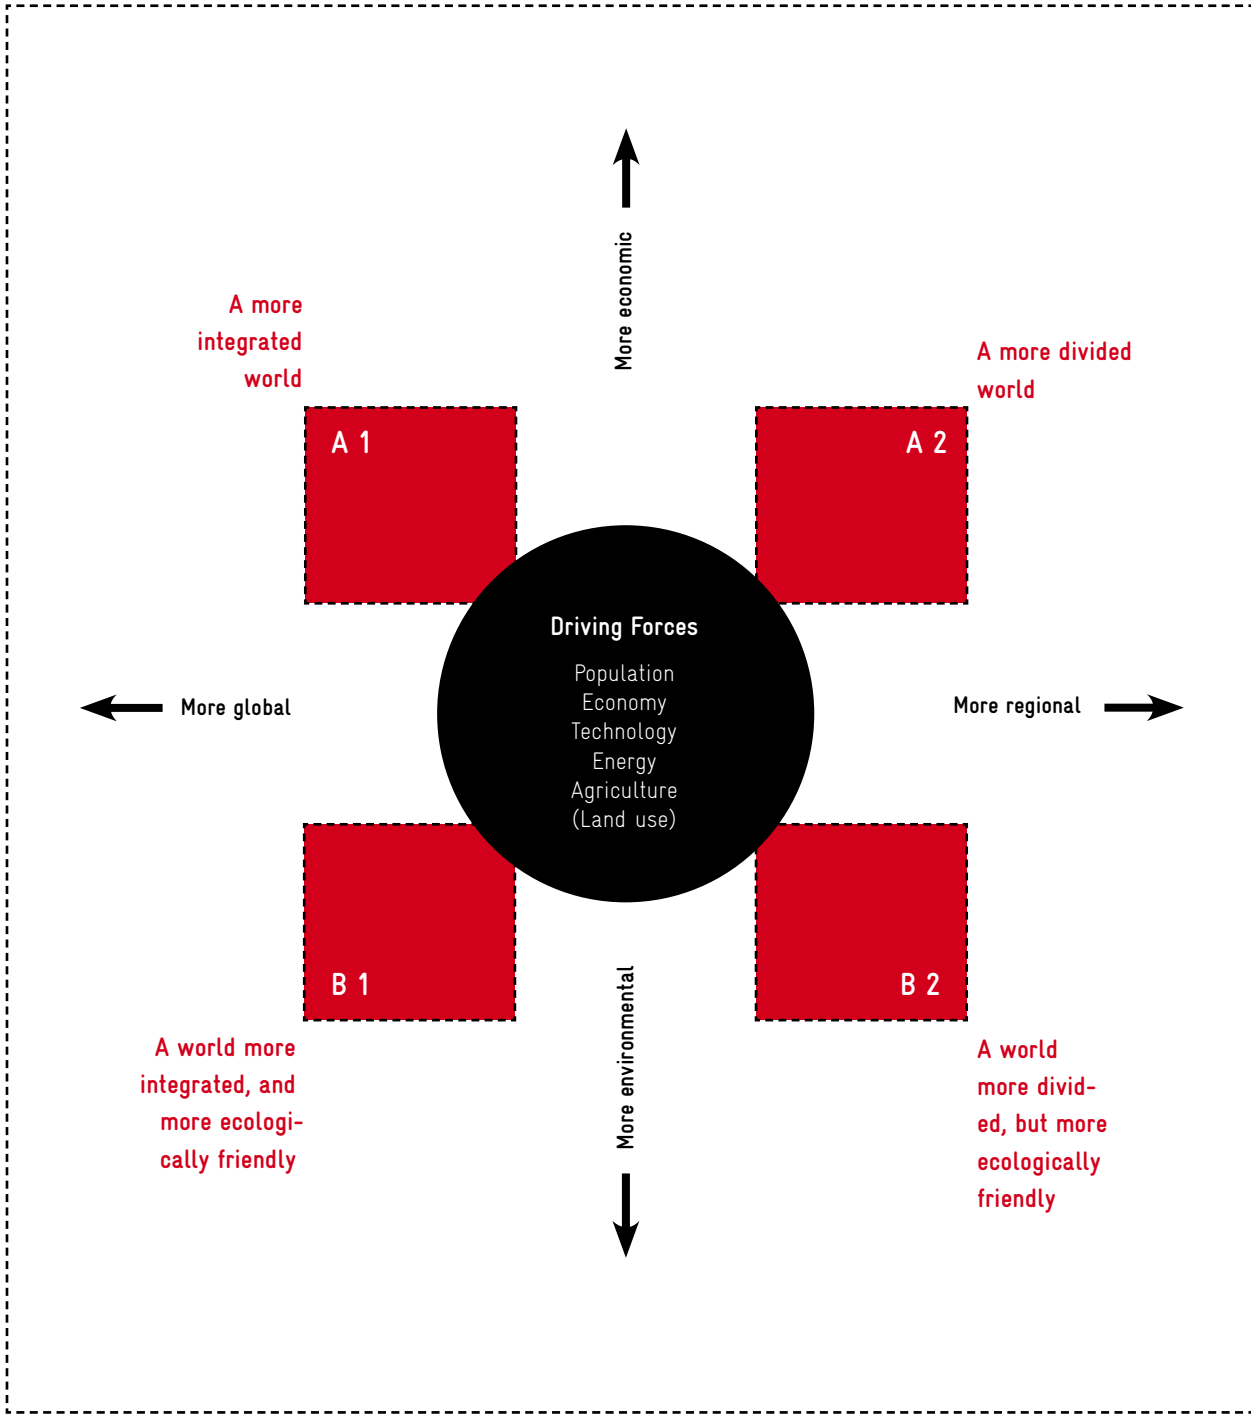 More economic
A more
integrated
world
A more divided
world
A 1
A 2
Driving Forces
Population
Economy
Technology
Energy
Agriculture
(Land use)
More global
More regional
B 1
B 2
More environmental
A world more
integrated, and
more ecologi-
cally friendly
A world
more divid-
ed, but more
ecologically
friendly